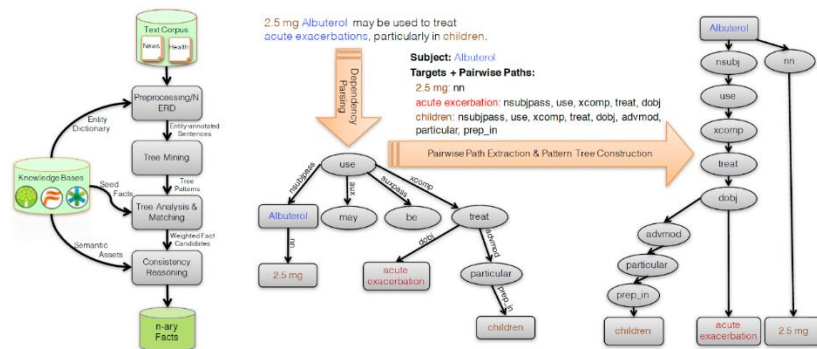 Text Corpus
News
Health
Preprocessing/N
ERD
Entity
Dictionary
Entity-annotated
Sentences
Tree Mining
Knowledge Bases
Seed
Facts
Tree
Patterns
Tree Analysis &
Matching
Semantic
Assets
Weighted Fact
Candidates
Consistency
Reasoning
n-ary
Facts
2.5 mg Albuterol may be used to treat
acute exacerbations, particularly in children.
Dependency
Parsing
Subject: Albuterol
Targets + Pairwise Paths:
2.5 mg: nn
acute excerbation: nsubjpass, use, xcomp, treat, dobj
children: nsubjpass, use, xcomp, treat, dobj, advmod,
particular, prep_in
Pairwise Path Extraction & Pattern Tree Construction
use
nsubjpass
aux
auxpass
xcomp
Albuterol
may
be
treat
nn
dobj
advmod
2.5 mg
acute
exacerbation
particular
prep_in
children
Albuterol
nsubj
nn
use
xcomp
treat
dobj
advmod
particular
prep_in
children
acute
exacerbation
2.5 mg